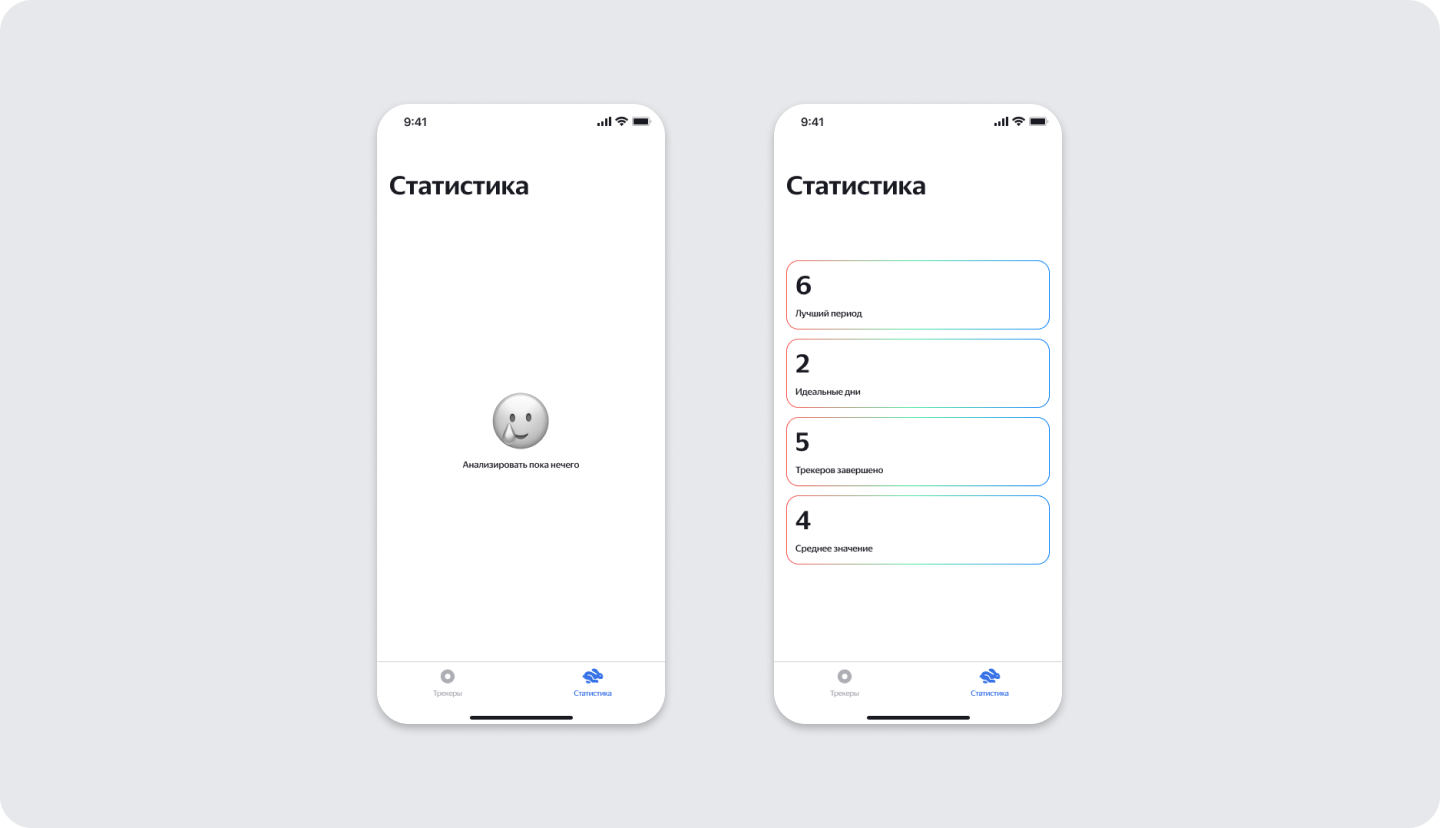 9:41
Статистика
Анализировать пока нечего
Трекеры
Статистика
9:41
Статистика
6
Лучший период
2
Идеальные дни
5
Трекеров завершено
4
Среднее значение
Трекеры
Статистика